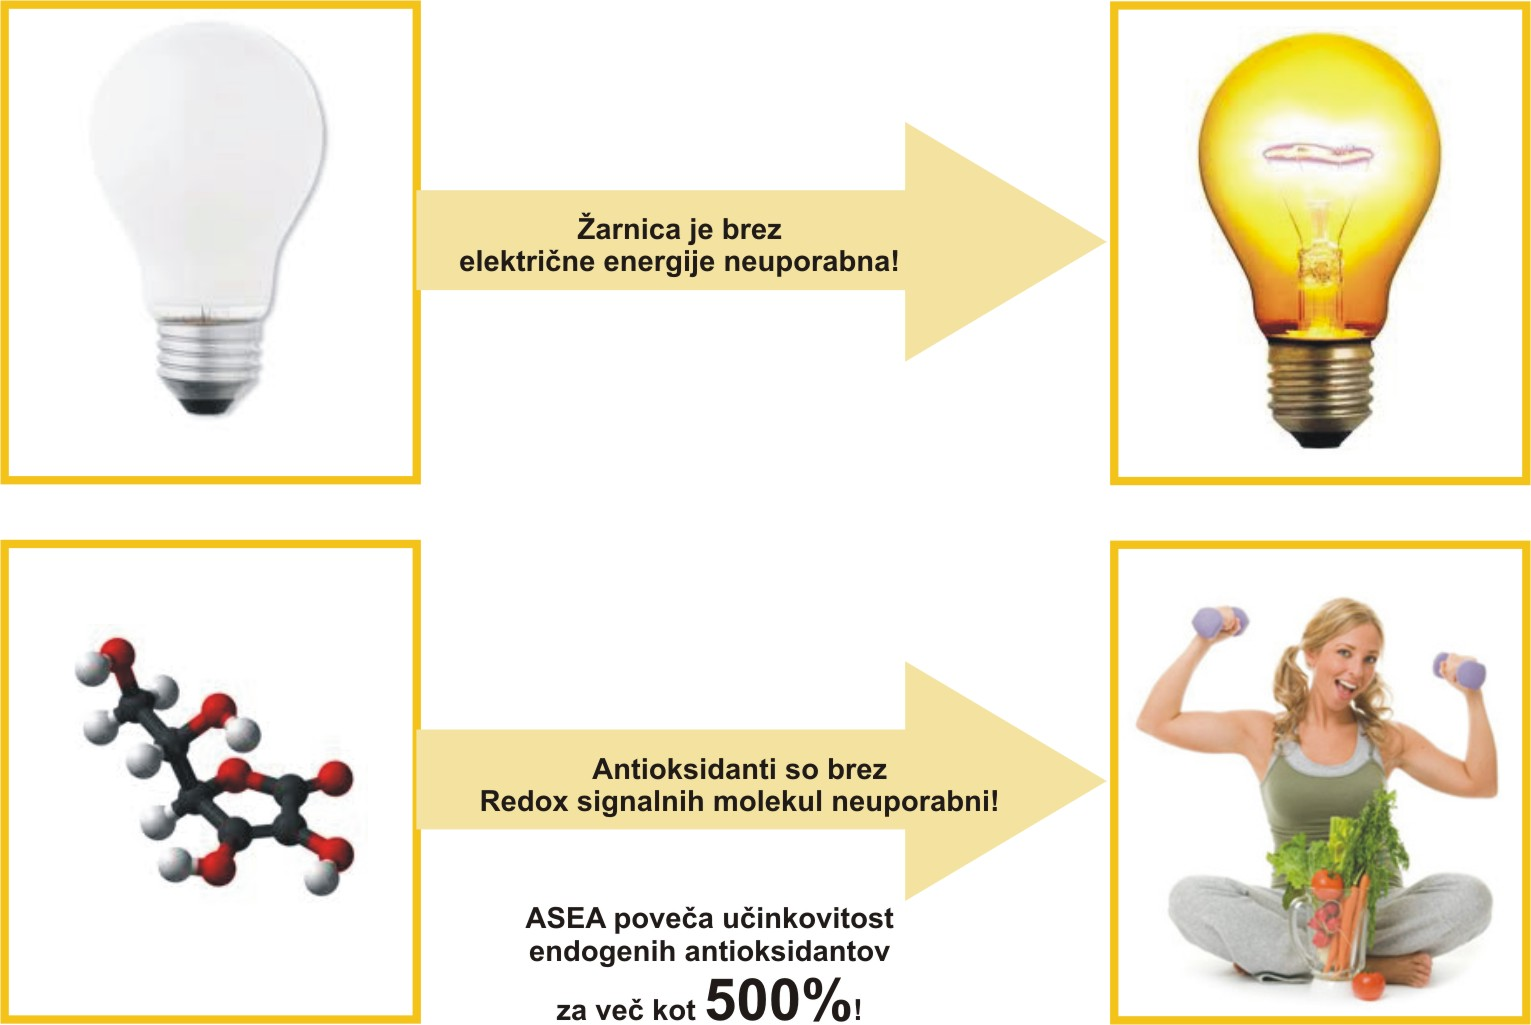 Žarnica je brez
električne energije neuporabna!
Antioksidanti so brez
Redox signalnih molekul neuporabni!
ASEA poveča učinkovitost
endogenih antioksidantov
za več kot 500%!